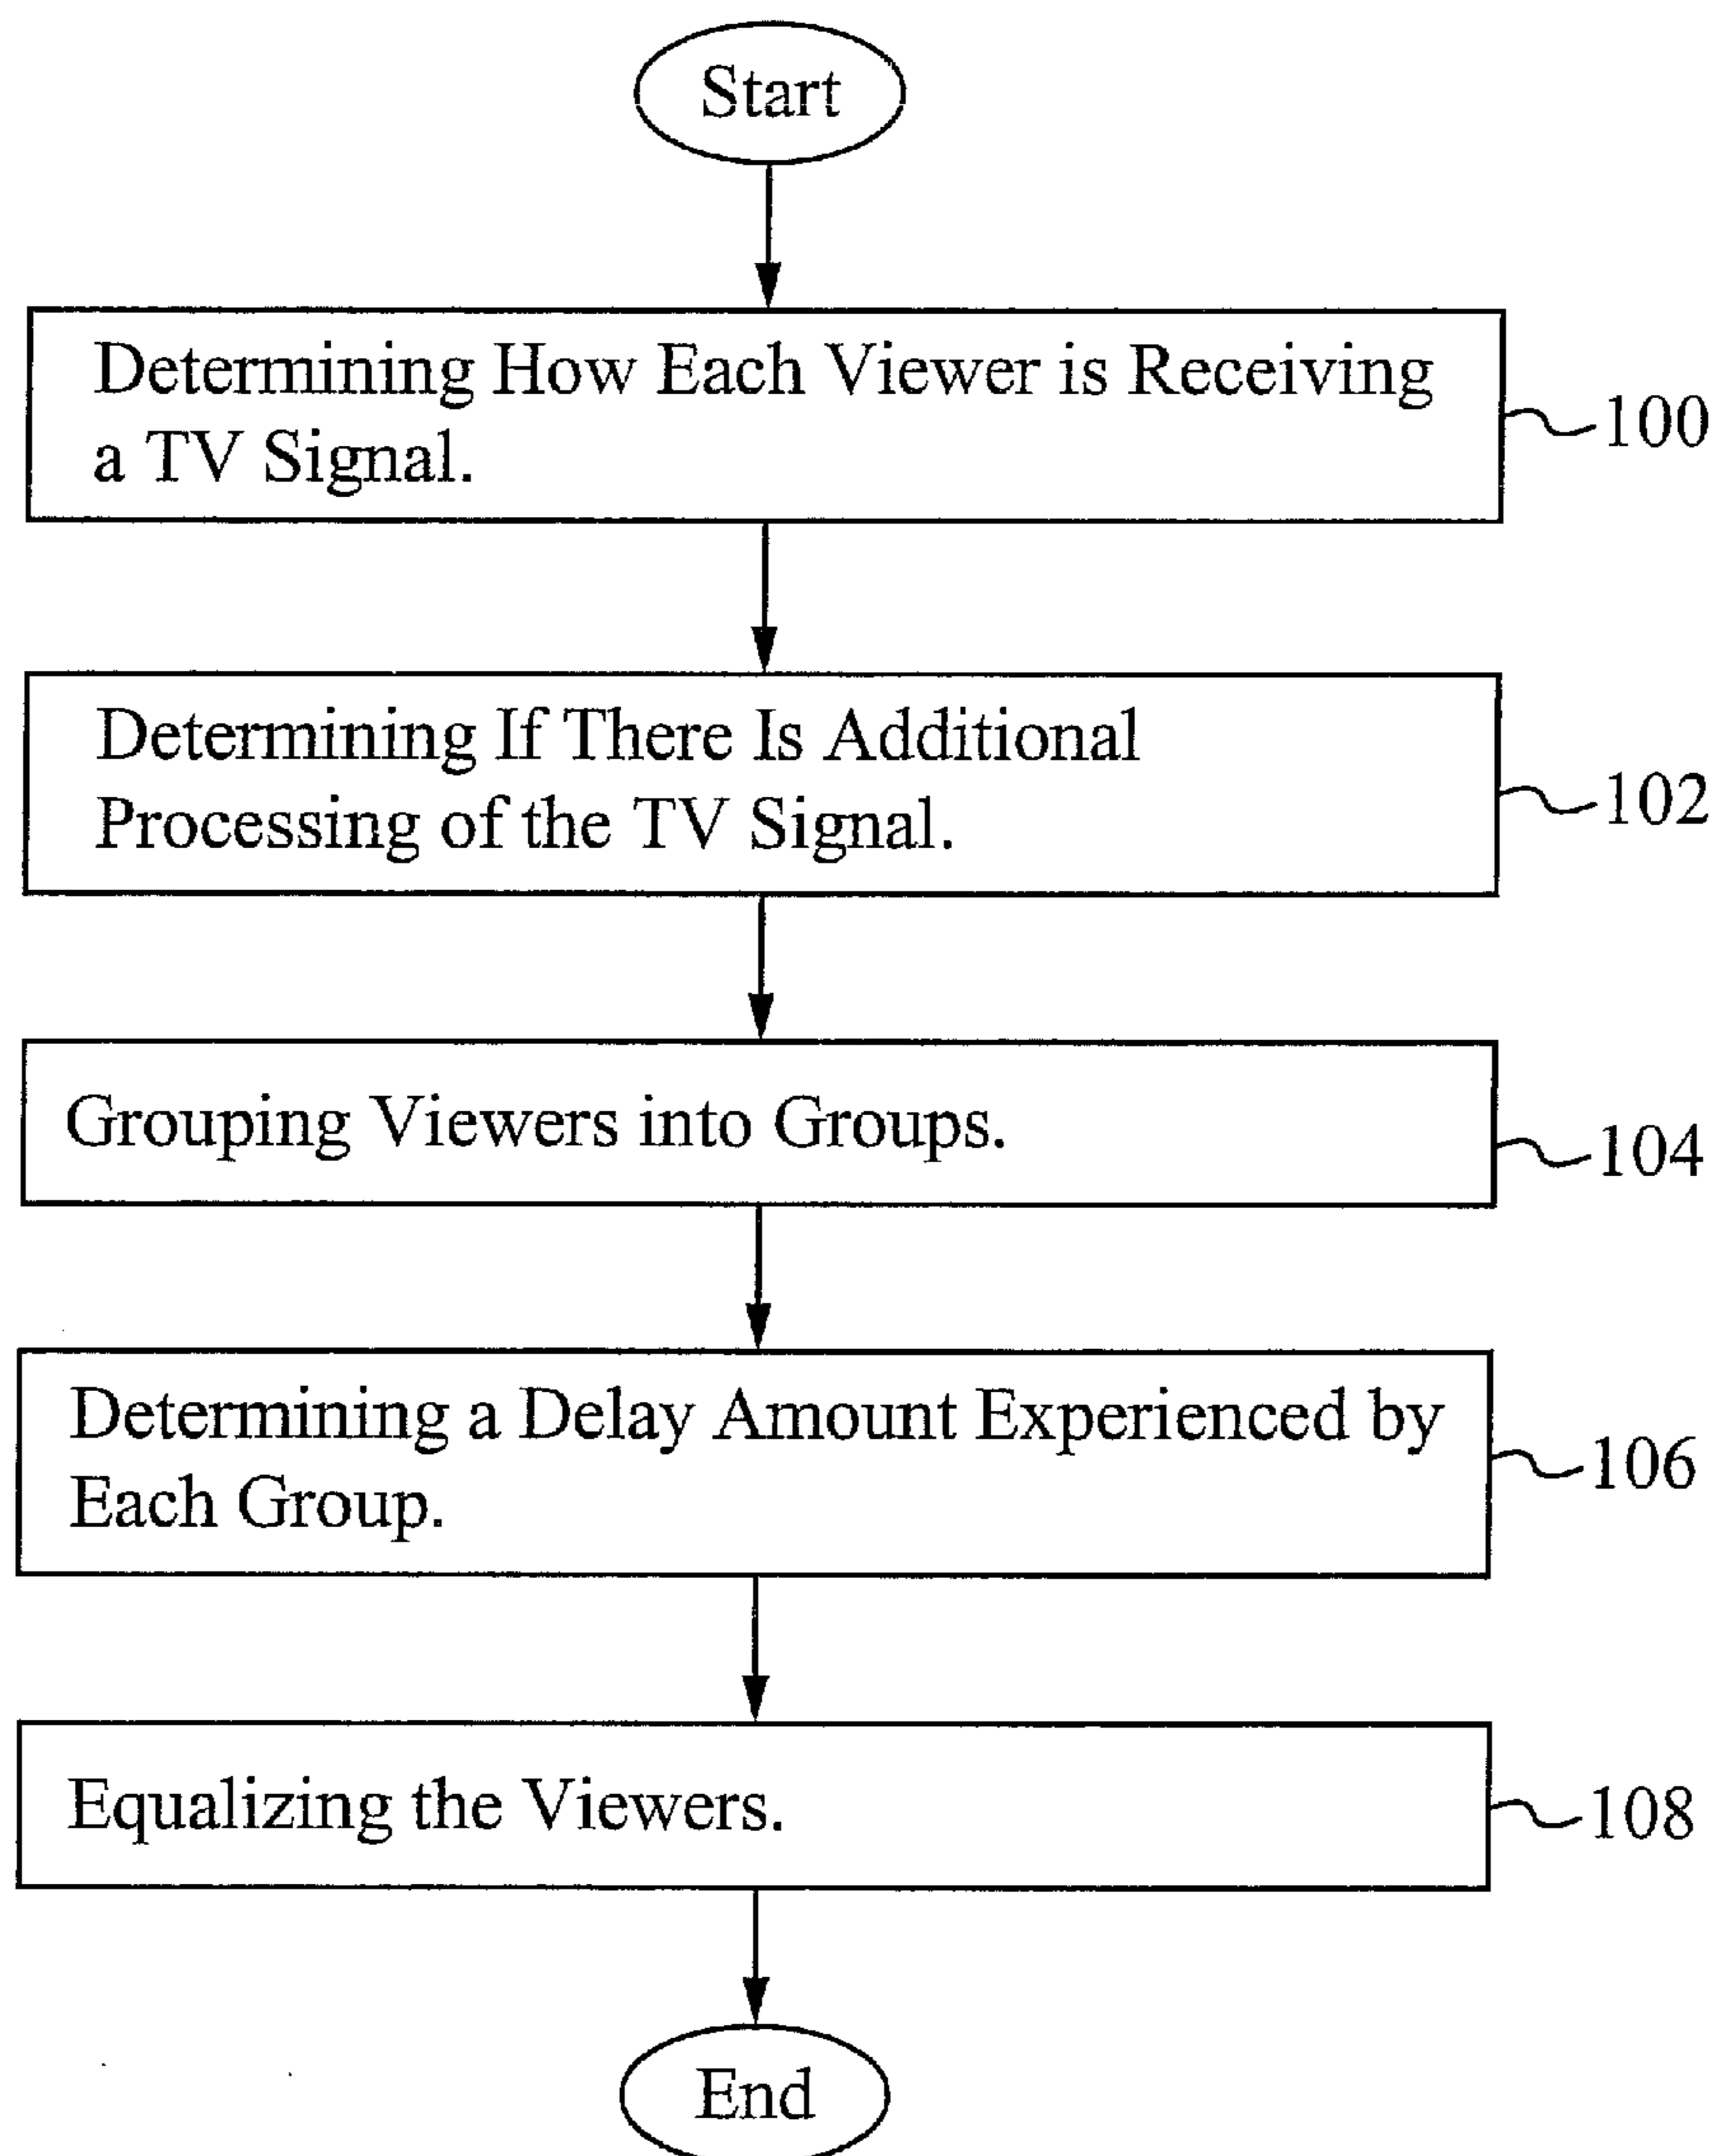 Start
Determining How Each Viewer is Receiving
a TV Signal.
100
Determining If There Is Additional
Processing of the TV Signal.
102
Grouping Viewers into Groups.
104
Determining a Delay Amount Experienced by
Each Group.
106
Equalizing the Viewers.
108
End